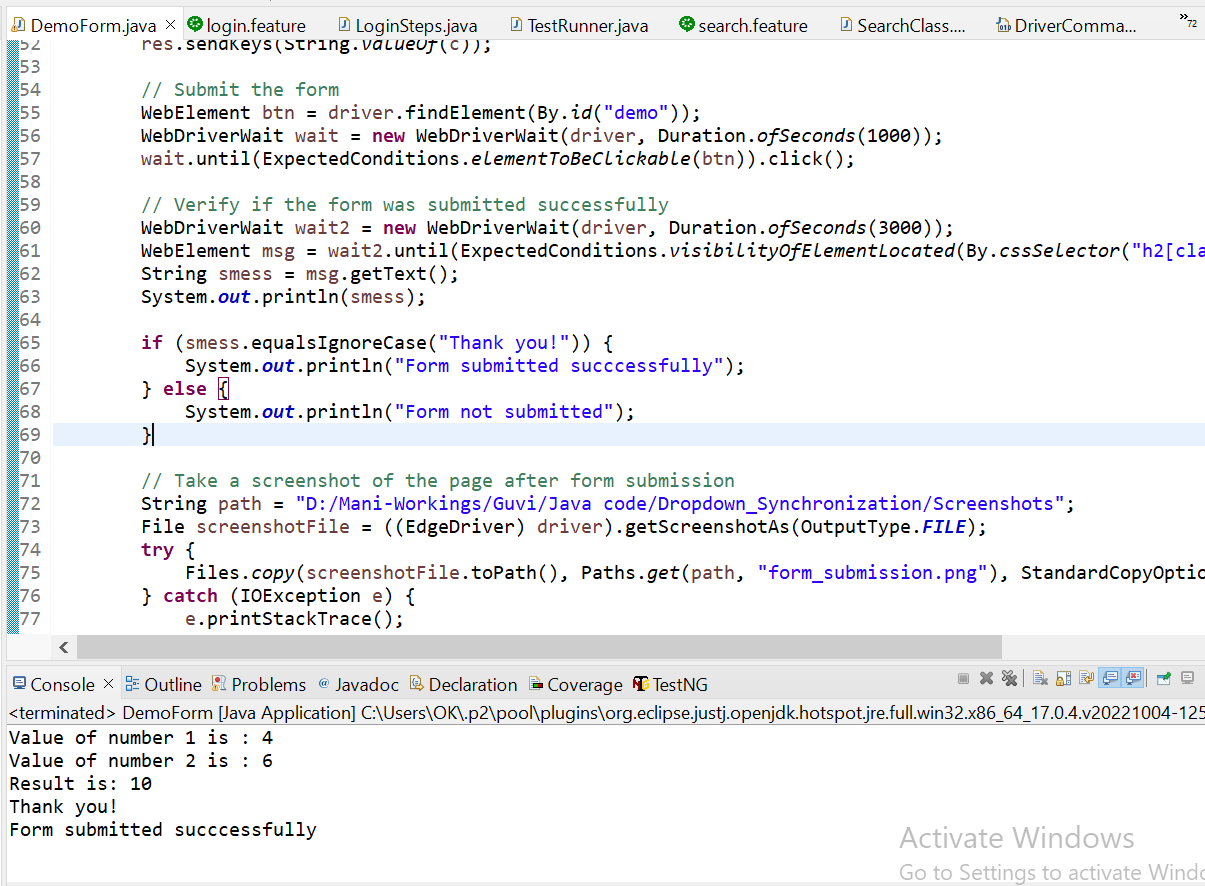 DemoForm.java login.feature LoginSteps.java TestRunner.java search.feature SearchClass.... DriverComma... »72
52 res.sendKeys(String.valueOf(c));
53
54 // Submit the form
55 WebElement btn = driver.findElement(By.id("demo"));
56 WebDriverWait wait = new WebDriverWait(driver, Duration.ofSeconds(1000));
57 wait.until(ExpectedConditions.elementToBeClickable(btn)).click();
58
59 // Verify if the form was submitted successfully
60 WebDriverWait wait2 = new WebDriverWait(driver, Duration.ofSeconds(3000));
61 WebElement msg = wait2.until(ExpectedConditions.visibilityOfElementLocated(By.cssSelector("h2[cla
62 String smess = msg.getText();
63 System.out.println(smess);
64
65 if (smess.equalsIgnoreCase("Thank you!")) {
66 System.out.println("Form submitted succcessfully");
67 } else {
68 System.out.println("Form not submitted");
69 }
70
71 // Take a screenshot of the page after form submission
72 String path = "D:/Mani-Workings/Guvi/Java code/Dropdown_Synchronization/Screenshots";
73 File screenshotFile = ((EdgeDriver) driver).getScreenshotAs(OutputType.FILE);
74 try {
75 Files.copy(screenshotFile.toPath(), Paths.get(path, "form_submission.png"), StandardCopyOptio
76 } catch (IOException e) {
77 e.printStackTrace();
Console Outline Problems @ Javadoc Declaration Coverage TestNG
<terminated> DemoForm [Java Application] C:\Users\OK\.p2\pool\plugins\org.eclipse.justj.openjdk.hotspot.jre.full.win32.x86_64_17.0.4.v20221004-125
Value of number 1 is : 4
Value of number 2 is : 6
Result is: 10
Thank you!
Form submitted succcessfully
Activate Windows
Go to Settings to activate Windo